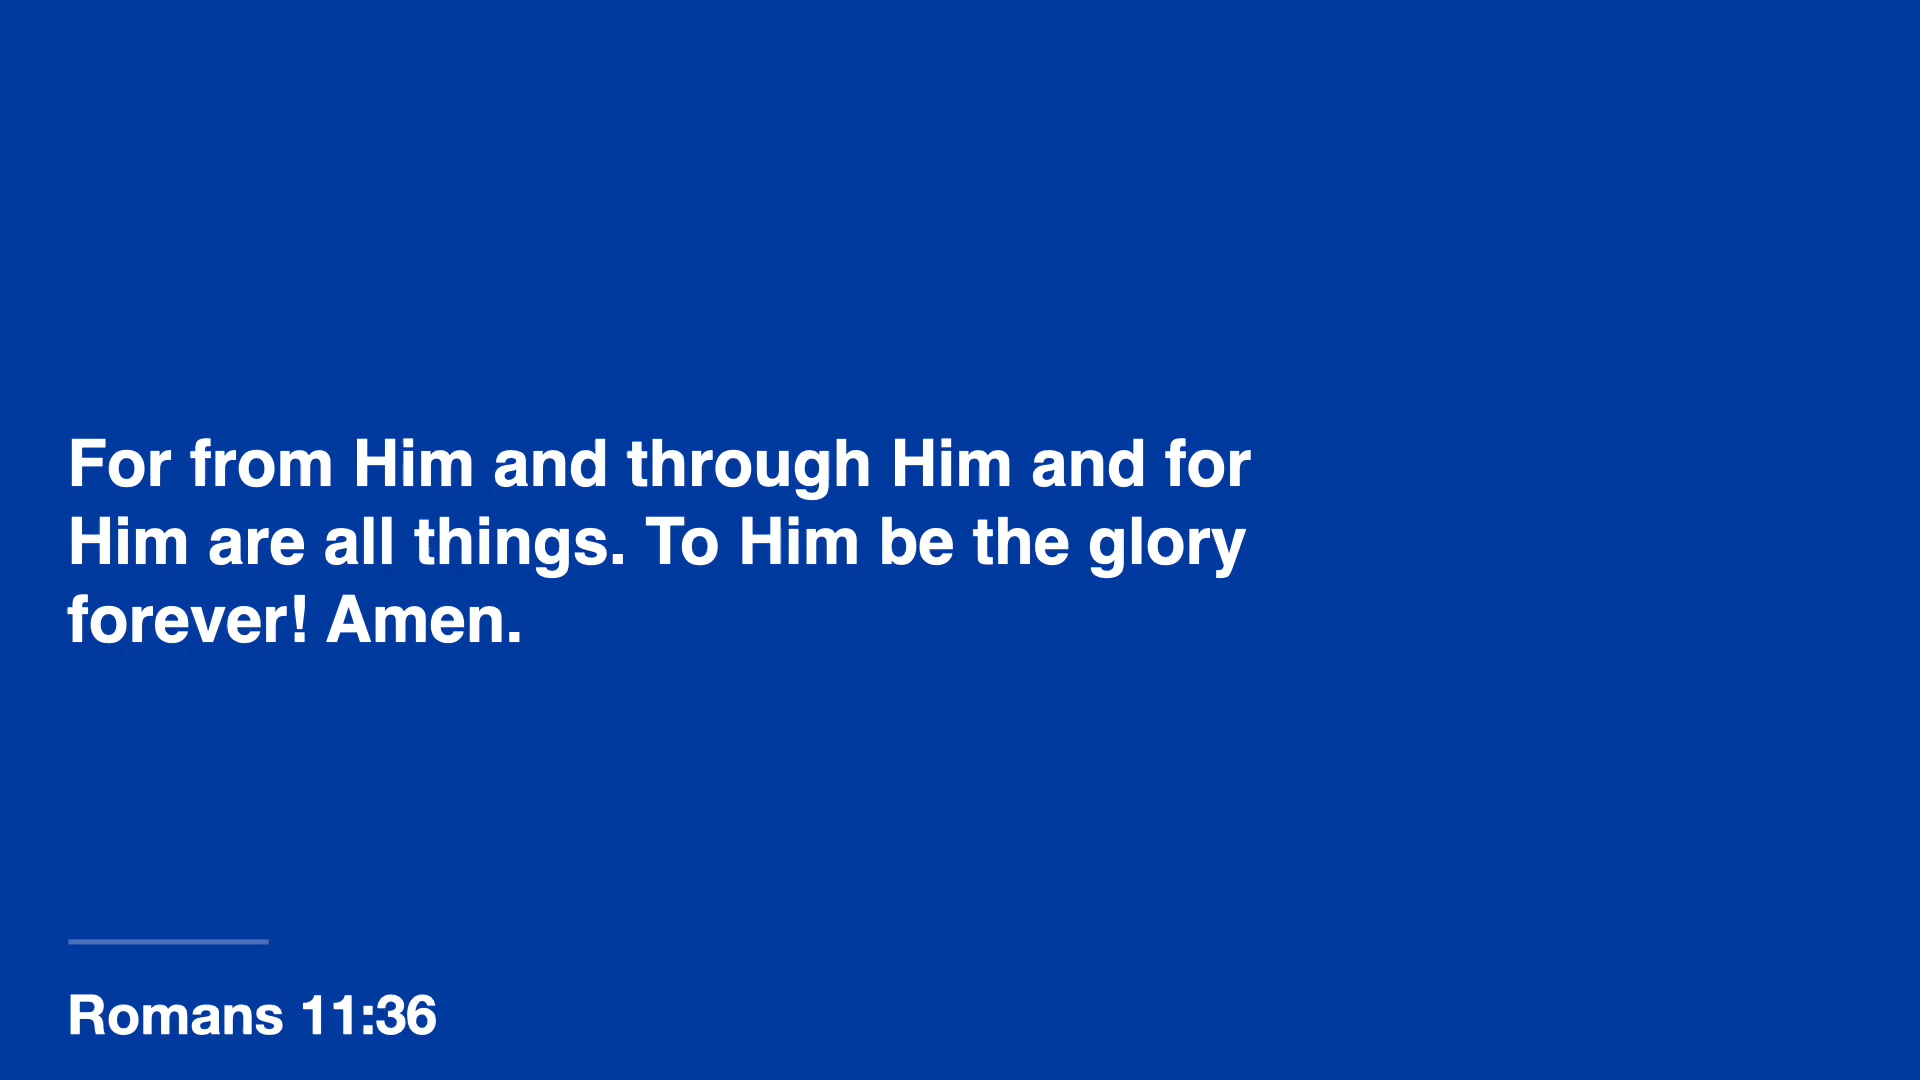 For from Him and through Him and for
Him are all things. To Him be the glory
forever! Amen.
Romans 11:36